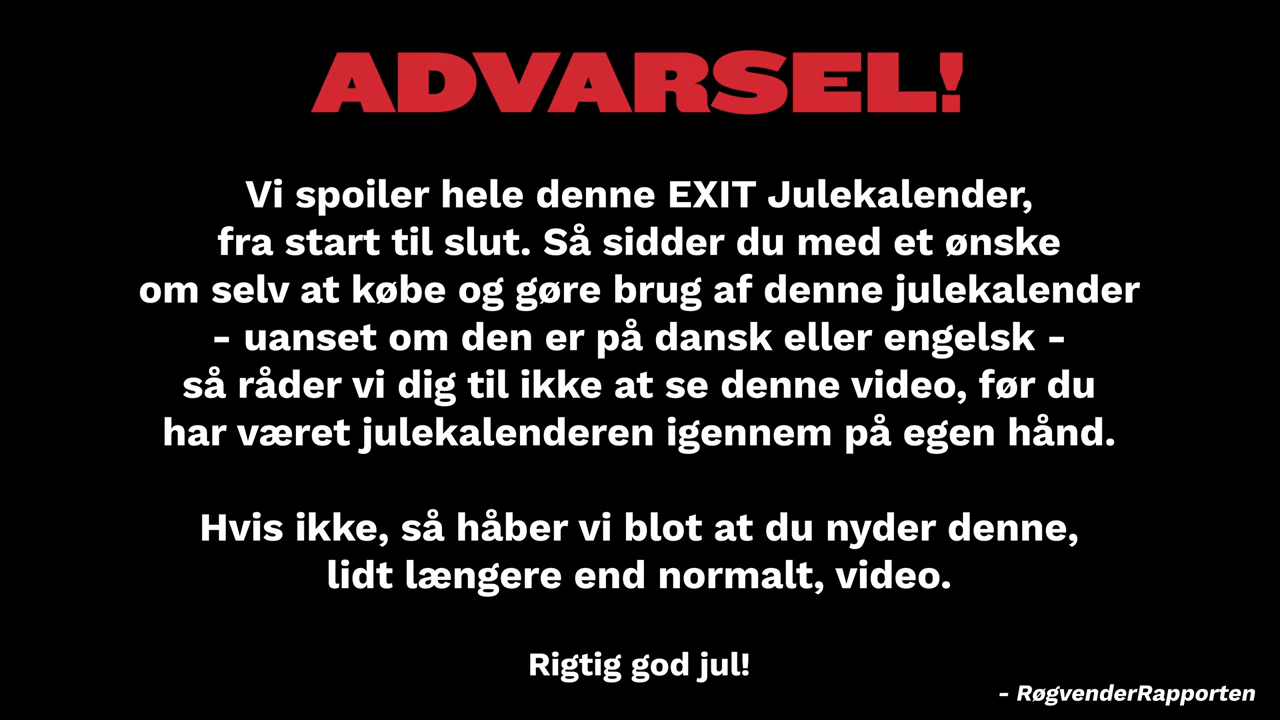 ADVARSEL!
Vi spoiler hele denne EXIT Julekalender,
fra start til slut. Så sidder du med et ønske
om selv at købe og gøre brug af denne julekalender
- uanset om den er på dansk eller engelsk -
så råder vi dig til ikke at se denne video, før du
har været julekalenderen igennem på egen hånd.
Hvis ikke, så håber vi blot at du nyder denne,
lidt længere end normalt, video.
Rigtig god jul!
- RøgvenderRapporten